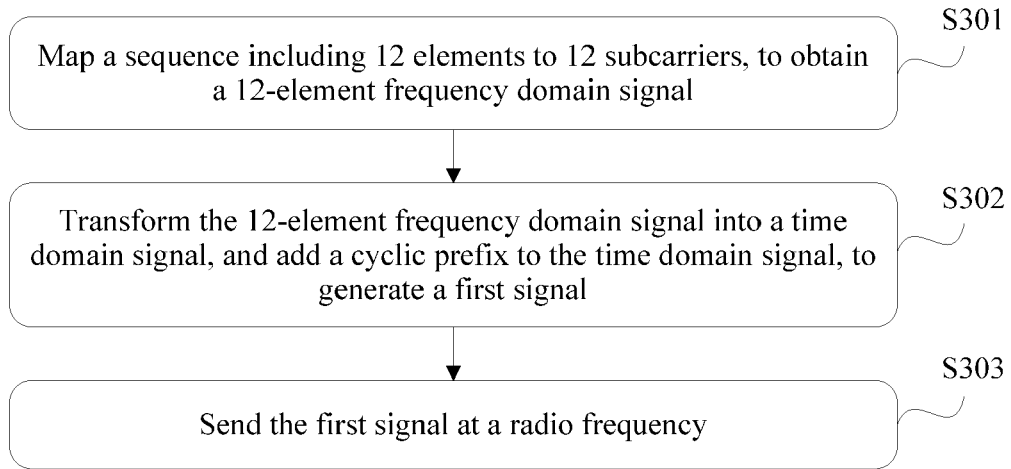 S301
Map a sequence including 12 elements to 12 subcarriers, to obtain
a 12-element frequency domain signal
S302
Transform the 12-element frequency domain signal into a time
domain signal, and add a cyclic prefix to the time domain signal, to
generate a first signal
S303
Send the first signal at a radio frequency